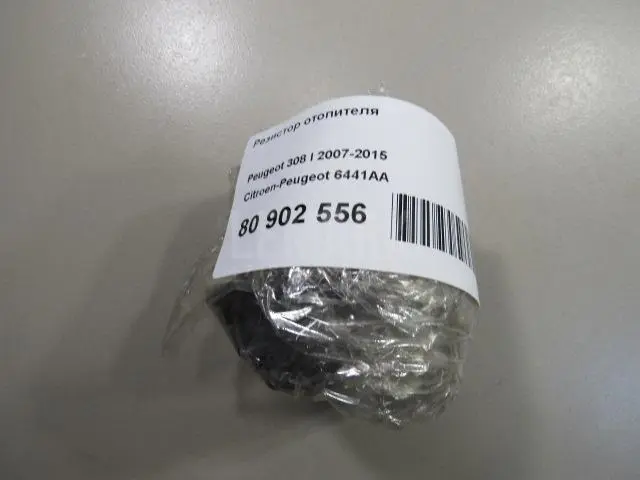 Резистор отопителя
Peugeot 308 I 2007-2015
Citroen-Peugeot 6441AA
80 902 556